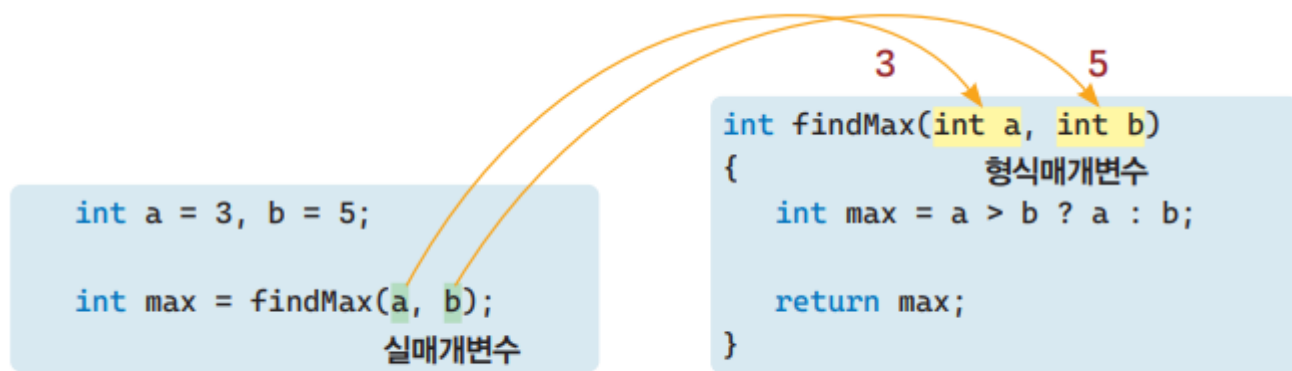 int a = 3, b = 5;
int max = findMax(a, b);
실매개변수
3 5
int findMax(int a, int b)
{ 형식매개변수
int max = a > b ? a : b;
return max;
}